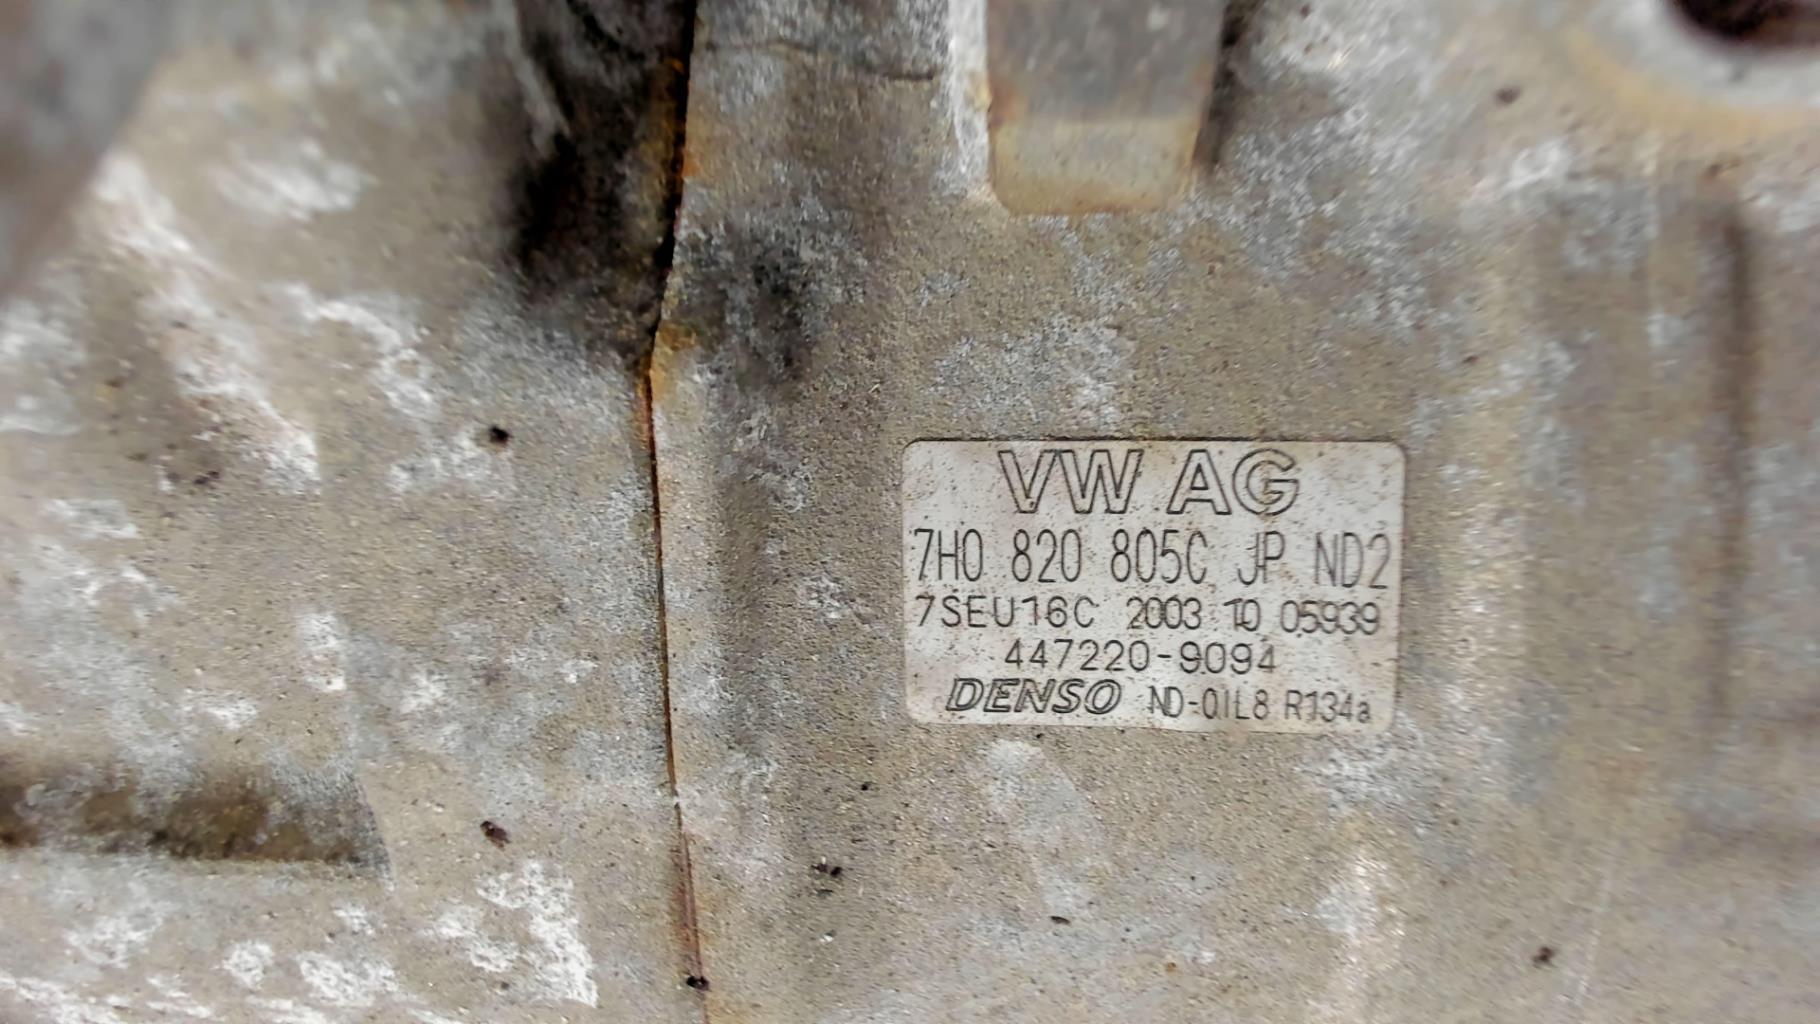 VW AG
7H0 820 805C JP ND2
7SEU16C 2003 10 05939
447220-9094
DENSO ND-OIL8 R134a